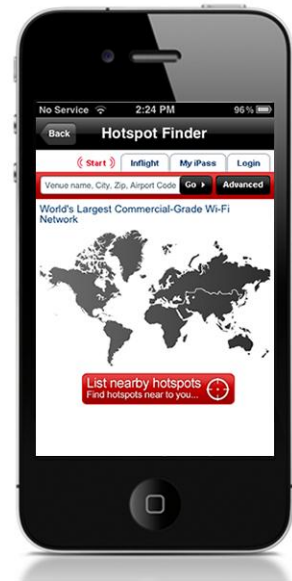 No Service 2:24 PM 96%
Back Hotspot Finder
Start Inflight My iPass Login
Venue name, City, Zip, Airport Code Go Advanced
World's Largest Commercial-Grade Wi-Fi
Network
List nearby hotspots
Find hotspots near to you...